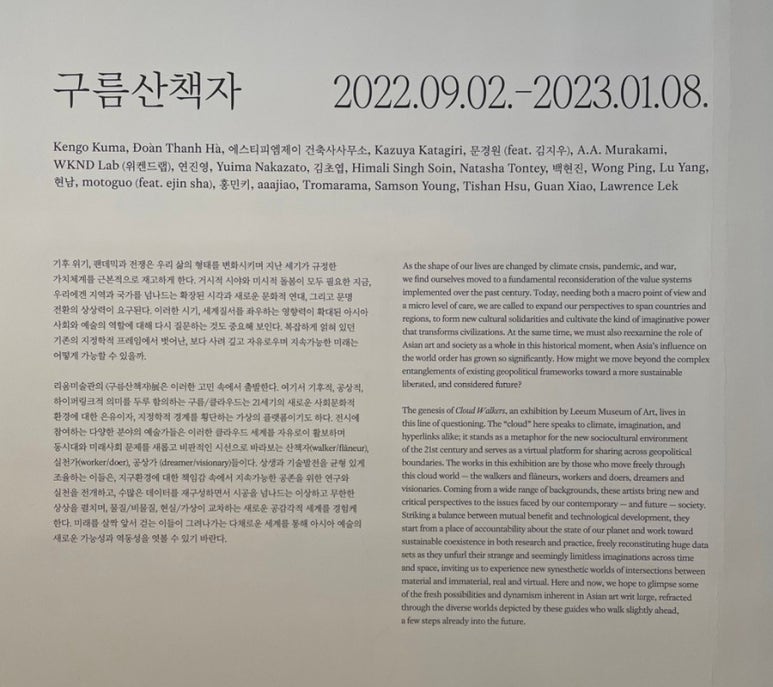 구름산책자 2022.09.02.–2023.01.08.
Kengo Kuma, Đoàn Thanh Hà, 에스티피엠제이 건축사사무소, Kazuya Katagiri, 문경원 (feat. 김지우), A.A. Murakami,
WKND Lab (위켄드랩), 연진영, Yuima Nakazato, 김초엽, Himali Singh Soin, Natasha Tontey, 백현진, Wong Ping, Lu Yang,
현남, motoguo (feat. ejin sha), 홍민키, aaajiao, Tromarama, Samson Young, Tishan Hsu, Guan Xiao, Lawrence Lek
기후 위기, 팬데믹과 전쟁은 우리 삶의 형태를 변화시키며 지난 세기가 규정한
가치체계를 근본적으로 재고하게 한다. 거시적 시야와 미시적 돌봄이 모두 필요한 지금,
우리에겐 지역과 국가를 넘나드는 확장된 시각과 새로운 문화적 연대, 그리고 문명
전환의 상상력이 요구된다. 이러한 시기, 세계질서를 좌우하는 영향력이 확대된 아시아
사회와 예술의 역할에 대해 다시 질문하는 것도 중요해 보인다. 복잡하게 얽혀 있던
기존의 지정학적 프레임에서 벗어난, 보다 사려 깊고 자유로우며 지속가능한 미래는
어떻게 가능할 수 있을까.
리움미술관의 《구름산책자》展은 이러한 고민 속에서 출발한다. 여기서 기후적, 공상적,
하이퍼링크적 의미를 두루 함의하는 구름/클라우드는 21세기의 새로운 사회문화적
환경에 대한 은유이자, 지정학적 경계를 횡단하는 가상의 플랫폼이기도 하다. 전시에
참여하는 다양한 분야의 예술가들은 이러한 클라우드 세계를 자유로이 활보하며
동시대와 미래사회 문제를 새롭고 비판적인 시선으로 바라보는 산책자(walker/flâneur),
실천가(worker/doer), 공상가 (dreamer/visionary)들이다. 상생과 기술발전을 균형 있게
조율하는 이들은, 지구환경에 대한 책임감 속에서 지속가능한 공존을 위한 연구와
실천을 전개하고, 수많은 데이터를 재구성하면서 시공을 넘나드는 이상하고 무한한
상상을 펼치며, 물질/비물질, 현실/가상이 교차하는 새로운 공감각적 세계를 경험케
한다. 미래를 살짝 앞서 걷는 이들이 그려나가는 다채로운 세계를 통해 아시아 예술의
새로운 가능성과 역동성을 엿볼 수 있기 바란다.
As the shape of our lives are changed by climate crisis, pandemic, and war,
we find ourselves moved to a fundamental reconsideration of the value systems
implemented over the past century. Today, needing both a macro point of view and
a micro level of care, we are called to expand our perspectives to span countries and
regions, to form new cultural solidarities and cultivate the kind of imaginative power
that transforms civilizations. At the same time, we must also reexamine the role of
Asian art and society as a whole in this historical moment, when Asia's influence on
the world order has grown so significantly. How might we move beyond the complex
entanglements of existing geopolitical frameworks toward a more sustainable
liberated, and considered future?
The genesis of Cloud Walkers, an exhibition by Leeum Museum of Art, lives in
this line of questioning. The “cloud” here speaks to climate, imagination, and
hyperlinks alike; it stands as a metaphor for the new sociocultural environment
of the 21st century and serves as a virtual platform for sharing across geopolitical
boundaries. The works in this exhibition are by those who move freely through
this cloud world — the walkers and flâneurs, workers and doers, dreamers and
visionaries. Coming from a wide range of backgrounds, these artists bring new and
critical perspectives to the issues faced by our contemporary — and future — society.
Striking a balance between mutual benefit and technological development, they
start from a place of accountability about the state of our planet and work toward
sustainable coexistence in both research and practice, freely reconstituting huge data
sets as they unfurl their strange and seemingly limitless imaginations across time
and space, inviting us to experience new synesthetic worlds of intersections between
material and immaterial, real and virtual. Here and now, we hope to glimpse some
of the fresh possibilities and dynamism inherent in Asian art writ large, refracted
through the diverse worlds depicted by these guides who walk slightly ahead,
a few steps already into the future.